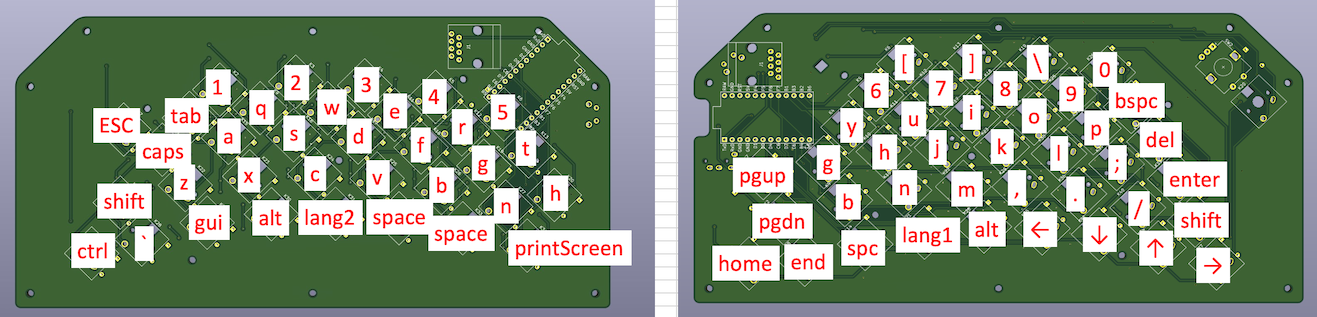 1 2 3 4 5
ESC tab q w e r t
caps a s d f g h
shift z x c v b n
ctrl ` gui alt lang2 space space printScreen
[ ] \ 0
6 7 8 9 bspc
y u i o p del
g h j k l ; enter
pgup b n m , . / shift
pgdn spc lang1 alt ← ↓ ↑ →
home end